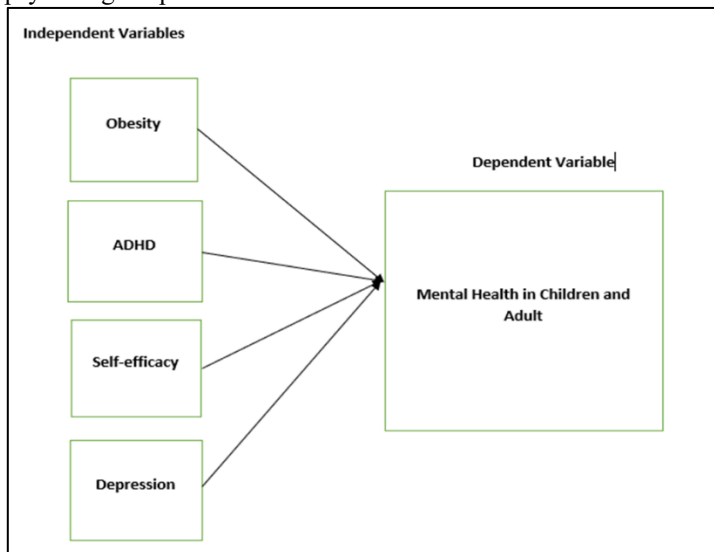 Independent Variables
Obesity
Dependent Variable
ADHD
Mental Health in Children and
Adult
Self-efficacy
Depression